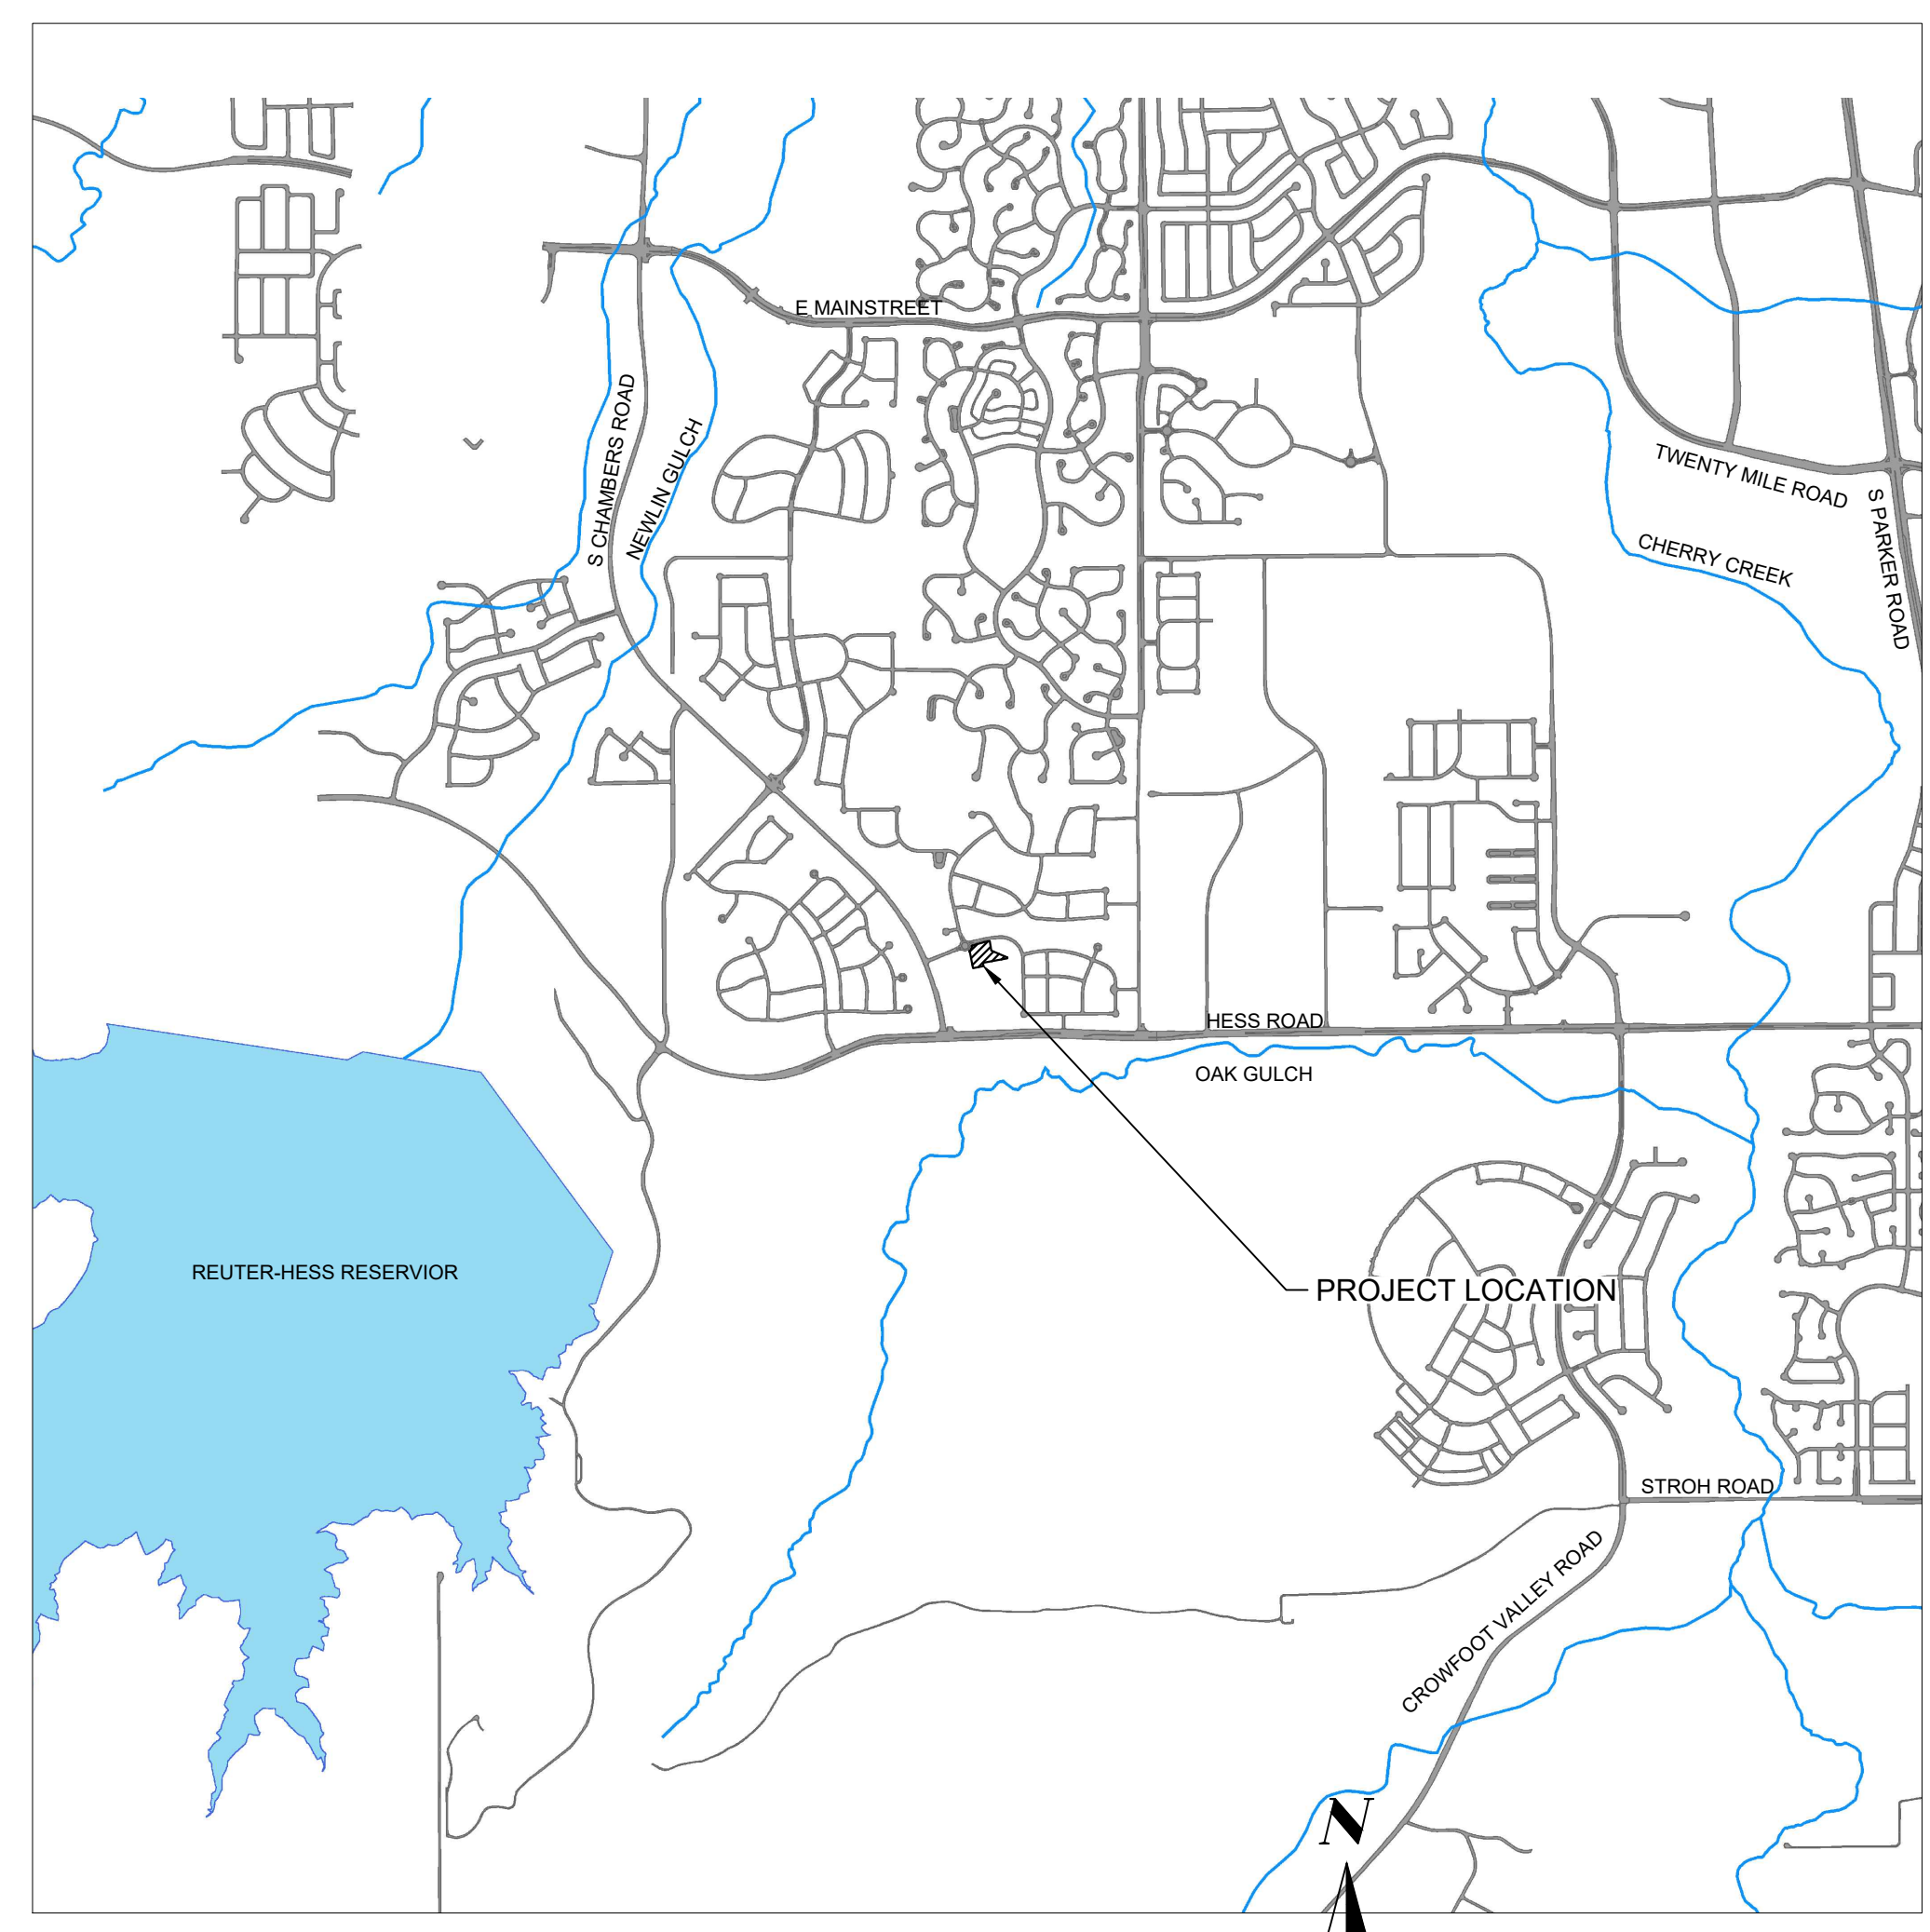 E MAINSTREET
S CHAMBERS ROAD
NEWLIN GULCH
TWENTY MILE ROAD
S PARKER ROAD
CHERRY CREEK
HESS ROAD
OAK GULCH
REUTER-HESS RESERVIOR
PROJECT LOCATION
STROH ROAD
CROWFOOT VALLEY ROAD
N